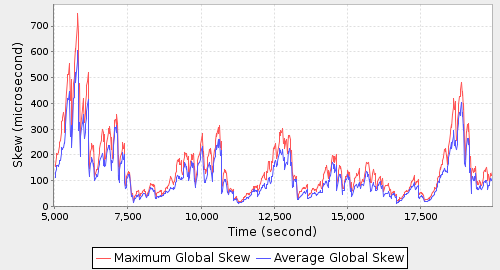 700
600
500
400
300
200
100
0
Skew (microsecond)
5,000 7,500 10,000 12,500 15,000 17,500
Time (second)
Maximum Global Skew Average Global Skew